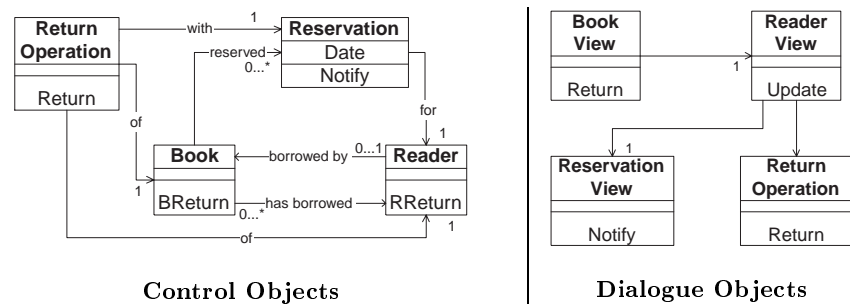 Return
Operation
Return
with
1
Reservation
Date
Notify
reserved
0...*
of
for
1
Book
BReturn
1
borrowed by
0...1
0...*
has borrowed
Reader
RReturn
1
of
Control Objects
Book
View
Return
1
Reader
View
Update
1
Reservation
View
Notify
Return
Operation
Return
Dialogue Objects